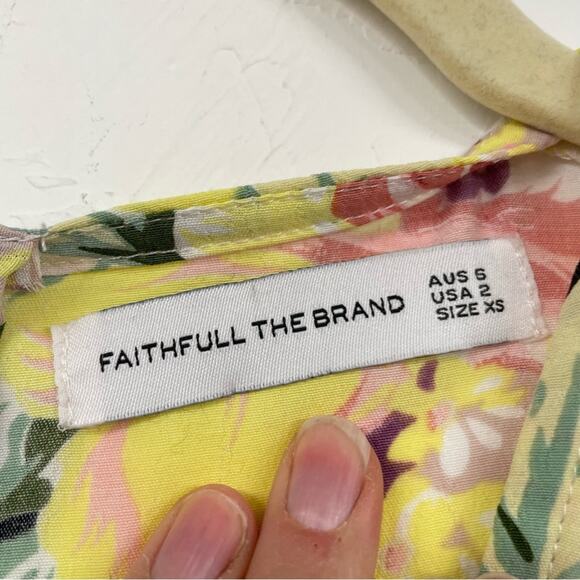 FAITHFULL THE BRAND
AUS 6
USA 2
SIZE XS